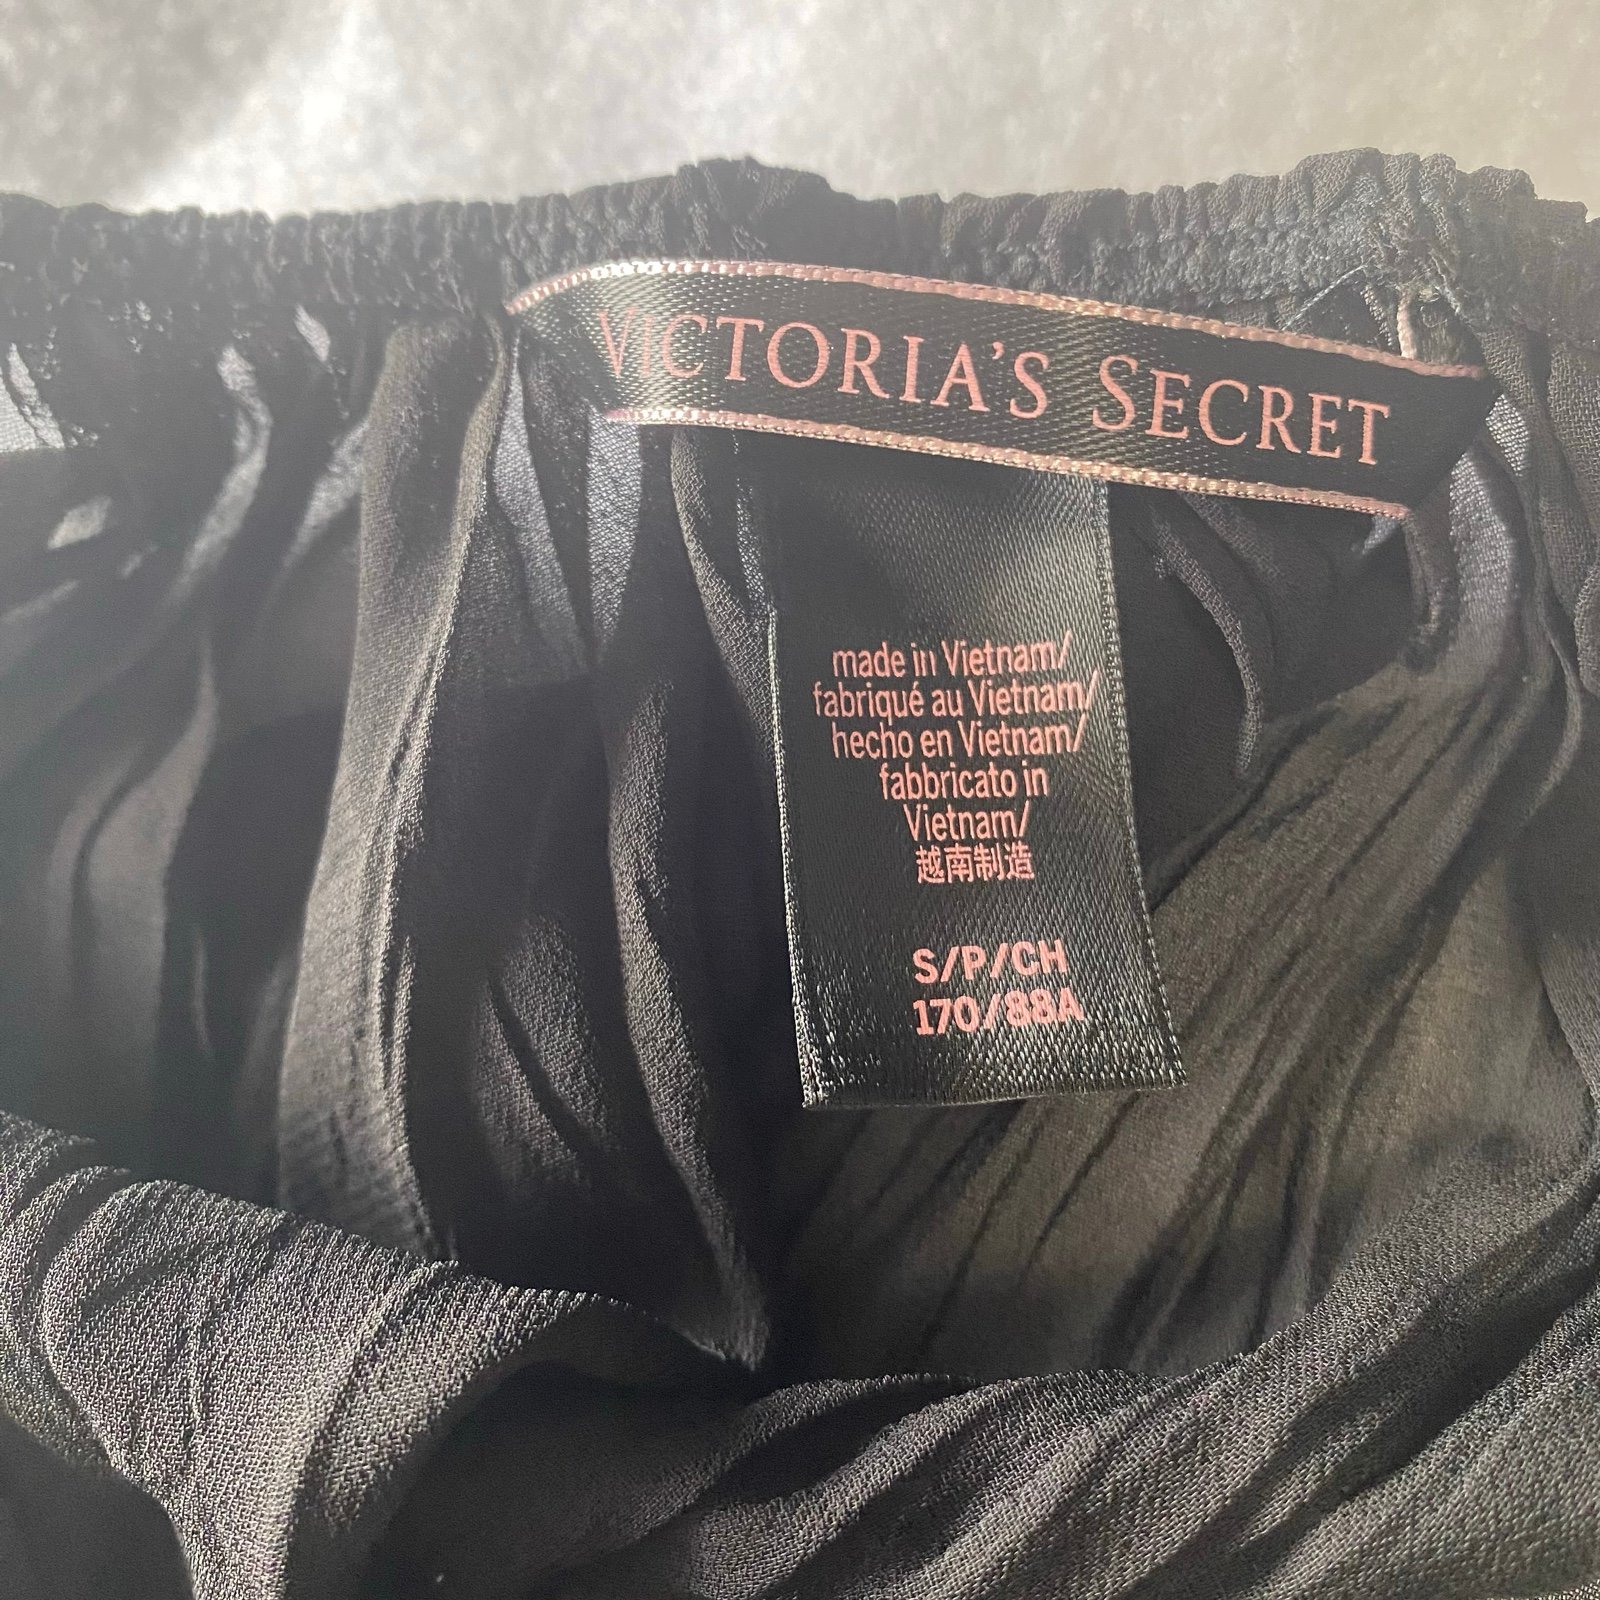 VICTORIA'S SECRET
made in Vietnam/
fabriqué au Vietnam/
hecho en Vietnam/
fabbricato in
Vietnam/
越南制造
S/P/CH
170/88A